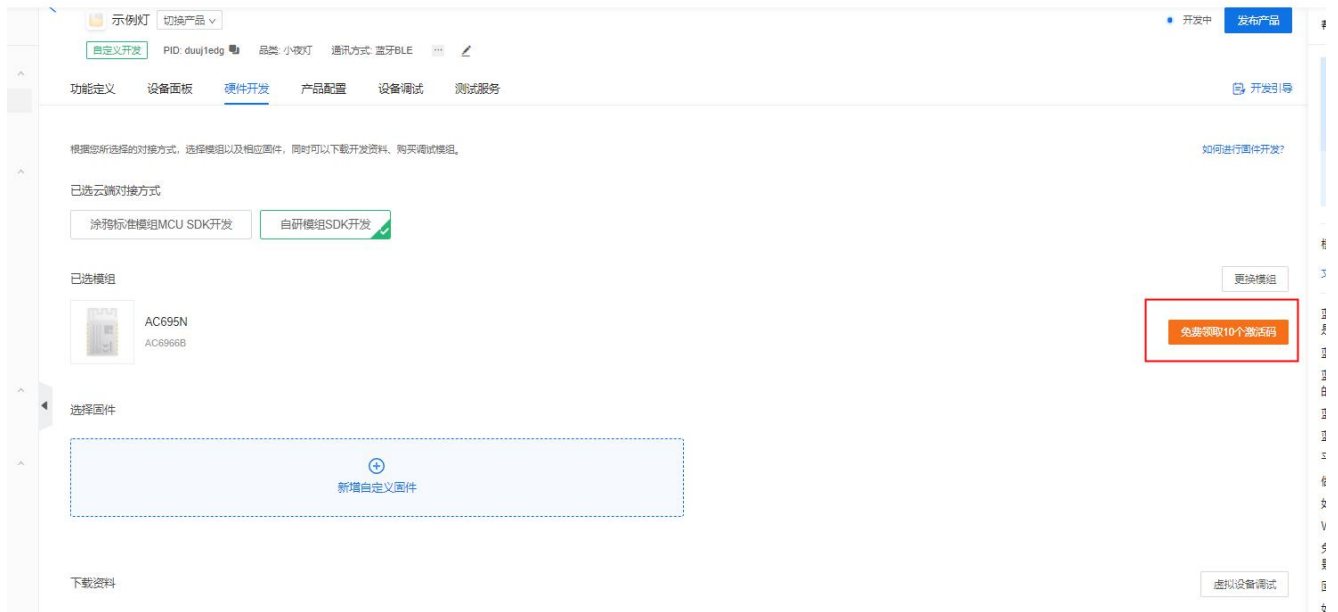 示例灯 切换产品
开发中 发布产品
自定义开发 PID: duuj1edg 品类: 小夜灯 通讯方式: 蓝牙BLE ...
功能定义 设备面板 硬件开发 产品配置 设备调试 测试服务
开发引导
根据您所选择的对接方式，选择模组以及相应固件，同时可以下载开发资料、购买调试模组。
如何进行固件开发?
已选云端对接方式
涂鸦标准模组MCU SDK开发 自研模组SDK开发
已选模组
更换模组
AC695N
AC6966B
免费领取10个激活码
选择固件
新增自定义固件
下载资料
虚拟设备调试